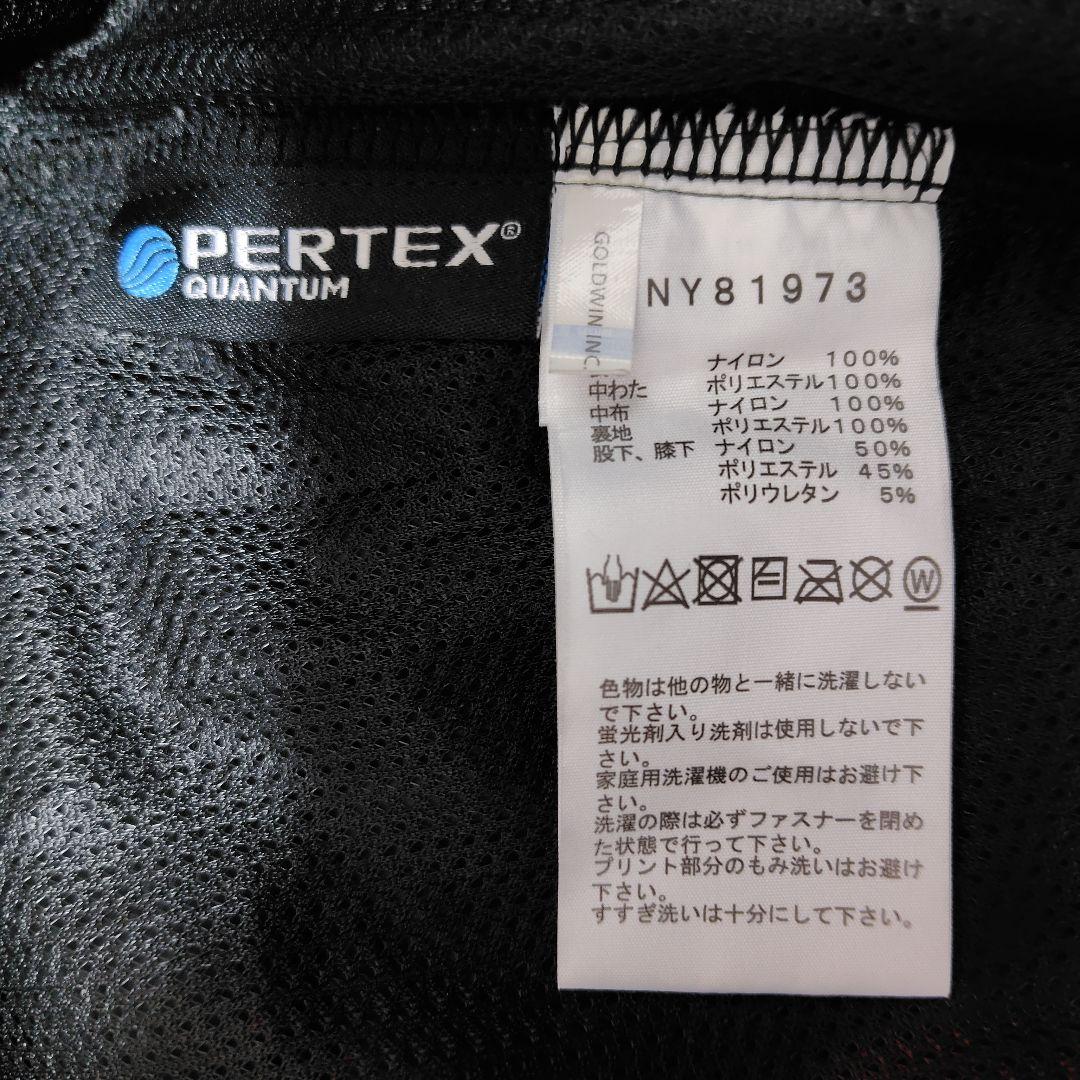 PERTEX®
QUANTUM
GOLDWIN INC.
NY81973
ナイロン 100%
中わた ポリエステル100%
中布 ナイロン 100%
裏地 ポリエステル100%
股下、膝下 ナイロン 50%
ポリエステル 45%
ポリウレタン 5%
W
色物は他の物と一緒に洗濯しない
で下さい。
蛍光剤入り洗剤は使用しないで下
さい。
家庭用洗濯機のご使用はお避け下
さい。
洗濯の際は必ずファスナーを閉め
た状態で行って下さい。
プリント部分のもみ洗いはお避け
下さい。
すすぎ洗いは十分にして下さい。